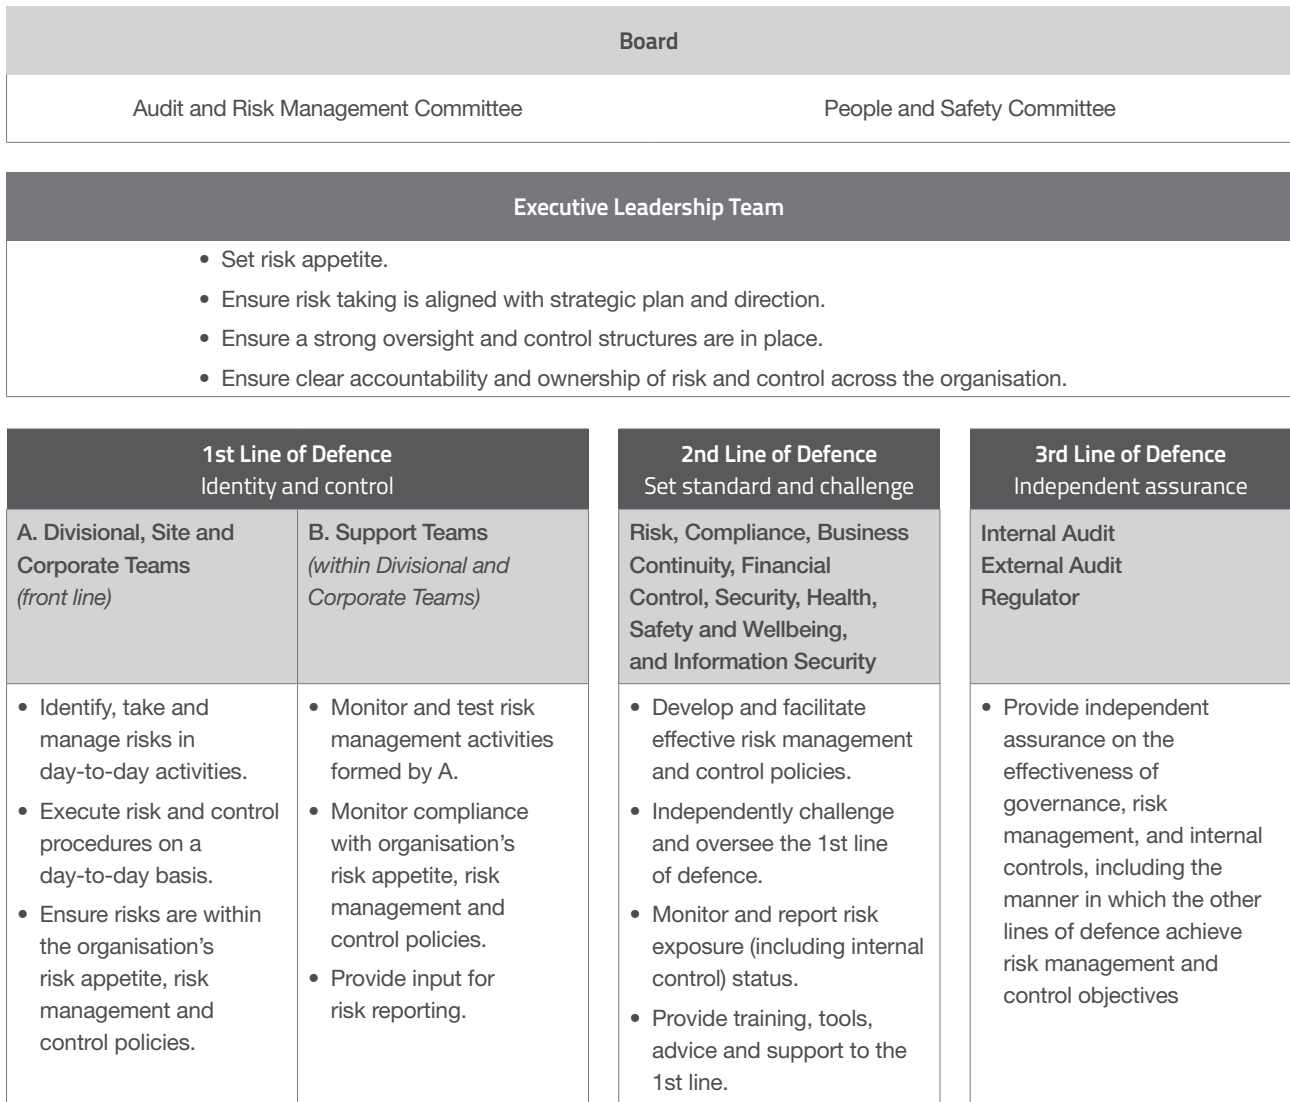 Board
Audit and Risk Management Committee
People and Safety Committee
Executive Leadership Team
• Set risk appetite.
• Ensure risk taking is aligned with strategic plan and direction.
• Ensure a strong oversight and control structures are in place.
• Ensure clear accountability and ownership of risk and control across the organisation.
1st Line of Defence
Identity and control
A. Divisional, Site and
Corporate Teams
(front line)
• Identify, take and
manage risks in
day-to-day activities.
• Execute risk and control
procedures on a
day-to-day basis.
• Ensure risks are within
the organisation's
risk appetite, risk
management and
control policies.
B. Support Teams
(within Divisional and
Corporate Teams)
• Monitor and test risk
management activities
formed by A.
• Monitor compliance
with organisation's
risk appetite, risk
management and
control policies.
• Provide input for
risk reporting.
2nd Line of Defence
Set standard and challenge
Risk, Compliance, Business
Continuity, Financial
Control, Security, Health,
Safety and Wellbeing,
and Information Security
• Develop and facilitate
effective risk management
and control policies.
• Independently challenge
and oversee the 1st line
of defence.
• Monitor and report risk
exposure (including internal
control) status.
• Provide training, tools,
advice and support to the
1st line.
3rd Line of Defence
Independent assurance
Internal Audit
External Audit
Regulator
• Provide independent
assurance on the
effectiveness of
governance, risk
management, and internal
controls, including the
manner in which the other
lines of defence achieve
risk management and
control objectives